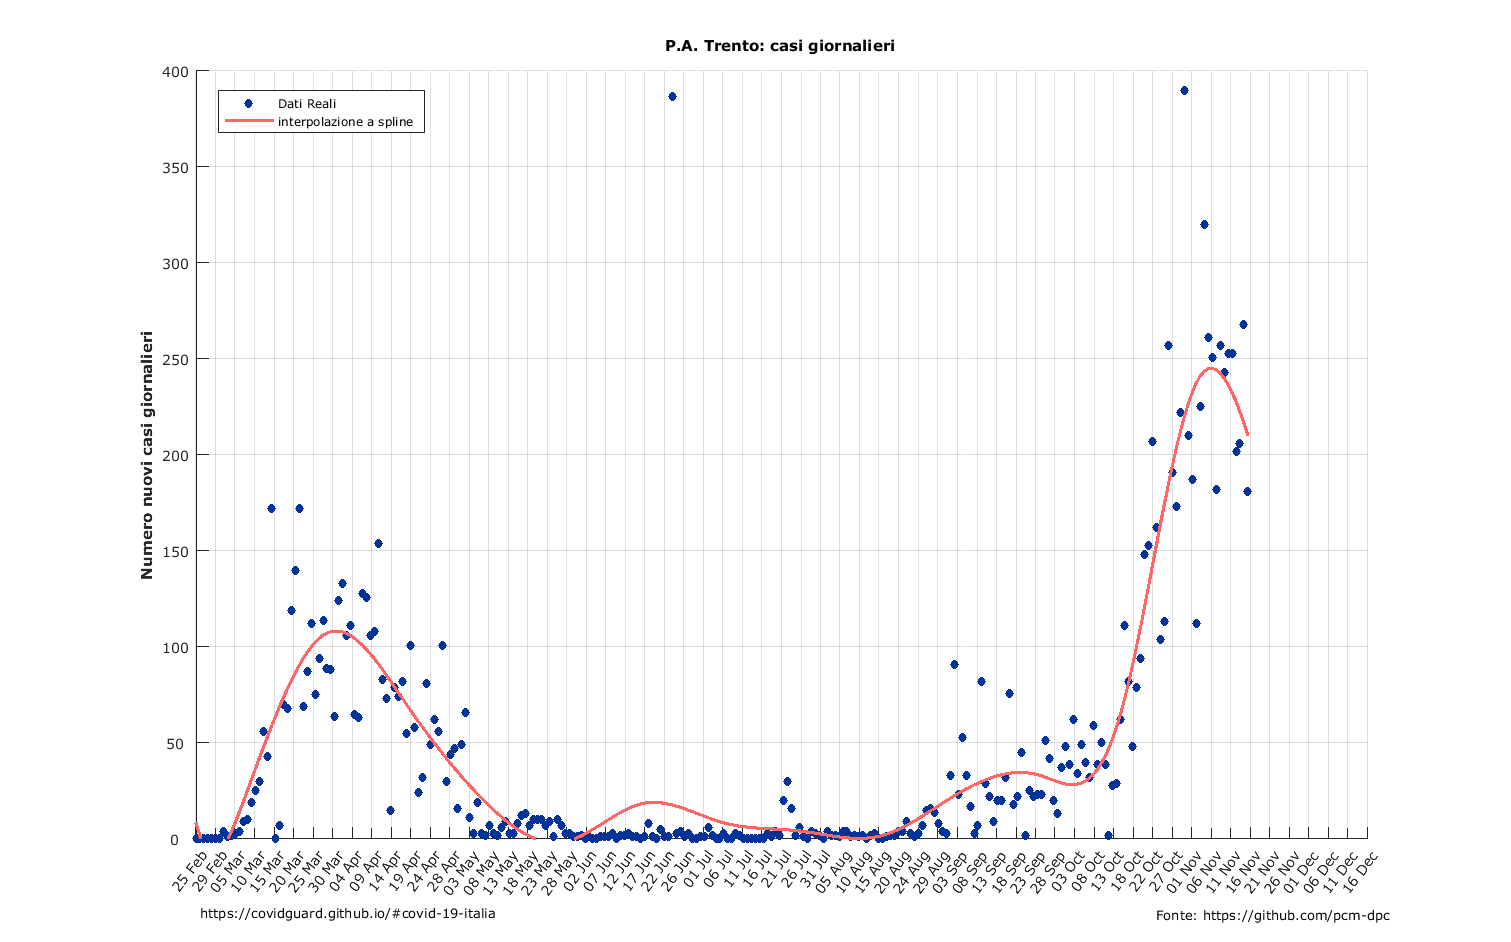 P.A. Trento: casi giornalieri
Numero nuovi casi giornalieri
400
350
300
250
200
150
100
50
0
Dati Reali
interpolazione a spline
25 Feb
29 Feb
05 Mar
10 Mar
15 Mar
20 Mar
25 Mar
30 Mar
04 Apr
09 Apr
14 Apr
19 Apr
24 Apr
28 Apr
03 May
08 May
13 May
18 May
23 May
28 May
02 Jun
07 Jun
12 Jun
17 Jun
22 Jun
26 Jun
01 Jul
06 Jul
11 Jul
16 Jul
21 Jul
26 Jul
31 Jul
05 Aug
10 Aug
15 Aug
20 Aug
24 Aug
29 Aug
03 Sep
08 Sep
13 Sep
18 Sep
23 Sep
28 Sep
03 Oct
08 Oct
13 Oct
18 Oct
22 Oct
27 Oct
01 Nov
06 Nov
11 Nov
16 Nov
21 Nov
26 Nov
01 Dec
06 Dec
11 Dec
16 Dec
https://covidguard.github.io/#covid-19-italia
Fonte: https://github.com/pcm-dpc